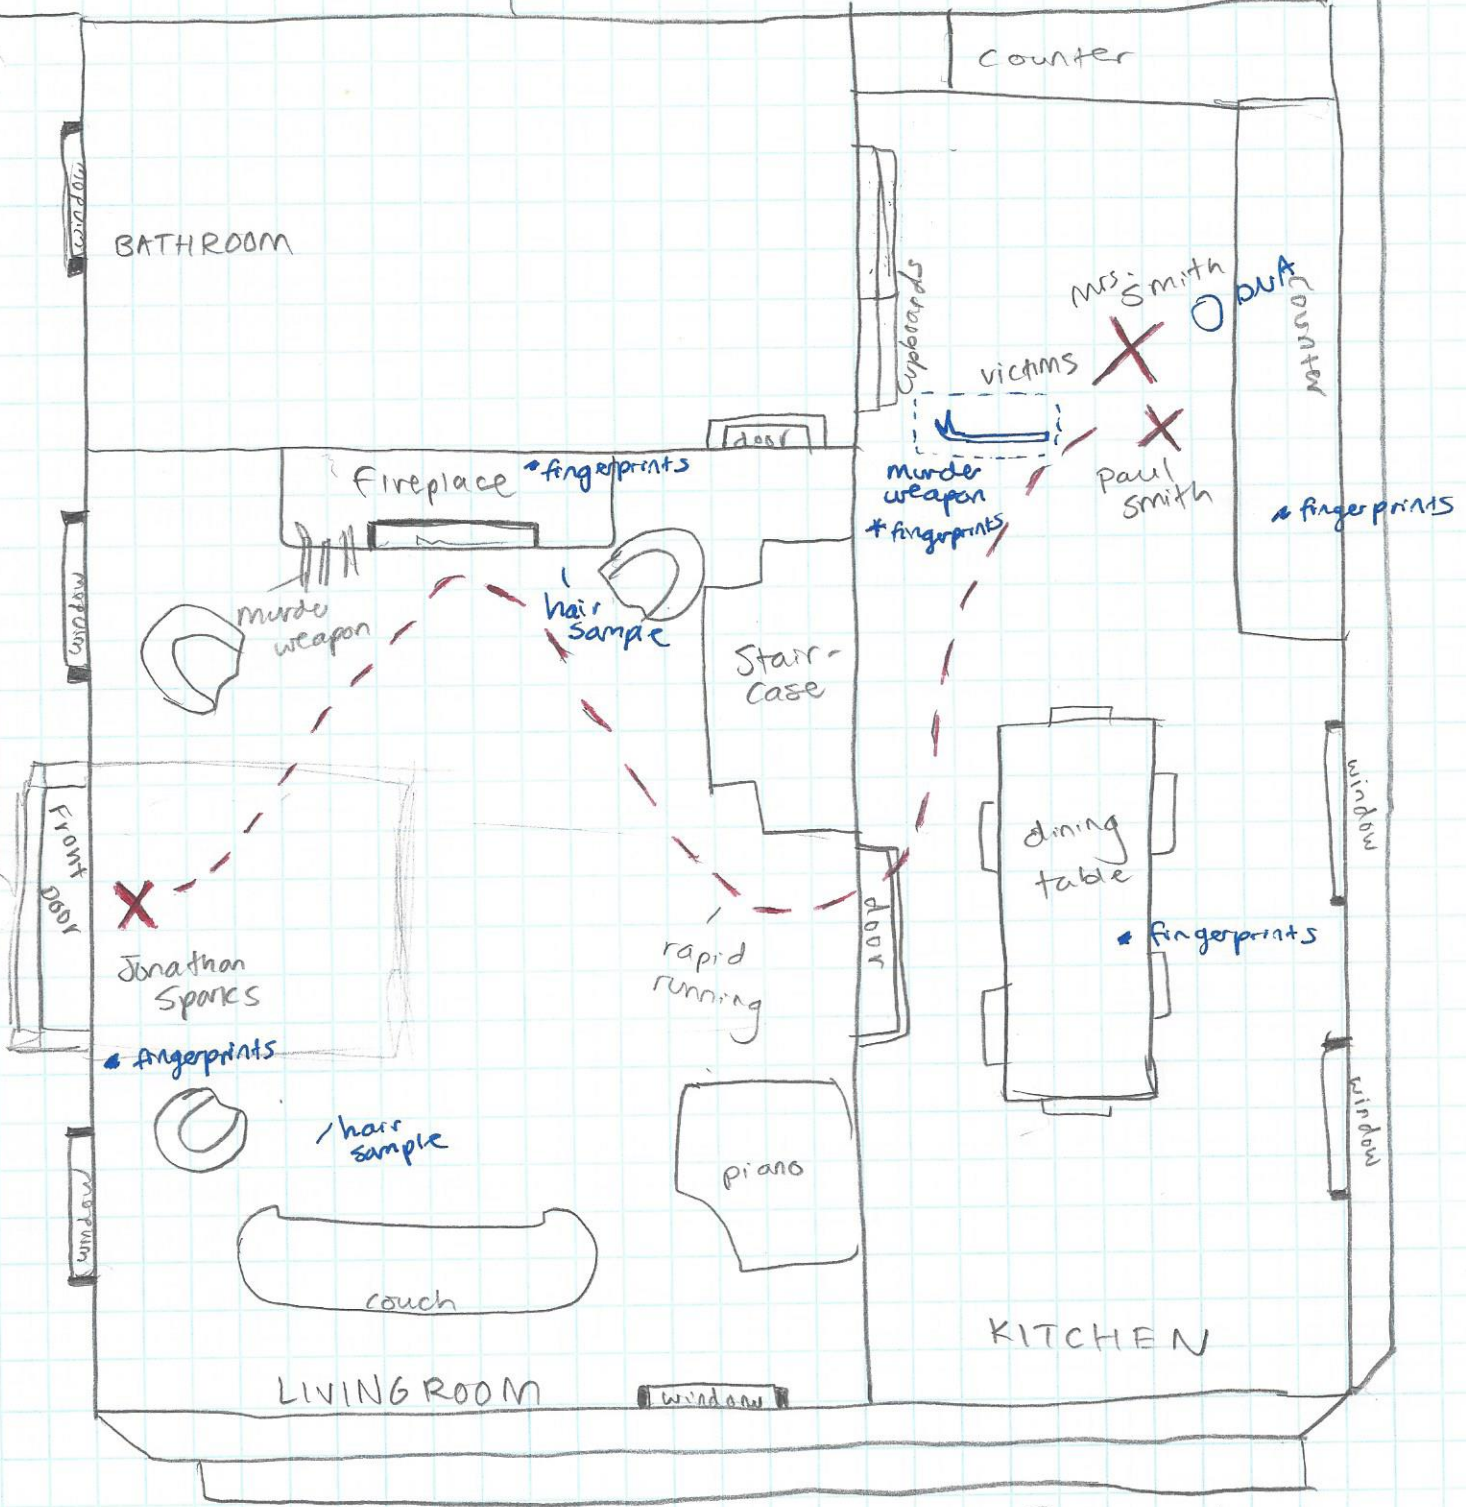 Counter
window
BATHROOM
Cupboards
Mrs. Smith
DNA
Counter
victims
door
Fireplace
fingerprints
murder
weapon
* fingerprints
paul
smith
fingerprints
window
murder
weapon
hair
sample
Stair-
Case
Front
Door
dining
table
window
door
fingerprints
Jonathan
Sparks
rapid
running
fingerprints
hair
sample
piano
window
window
couch
KITCHEN
LIVING ROOM
window